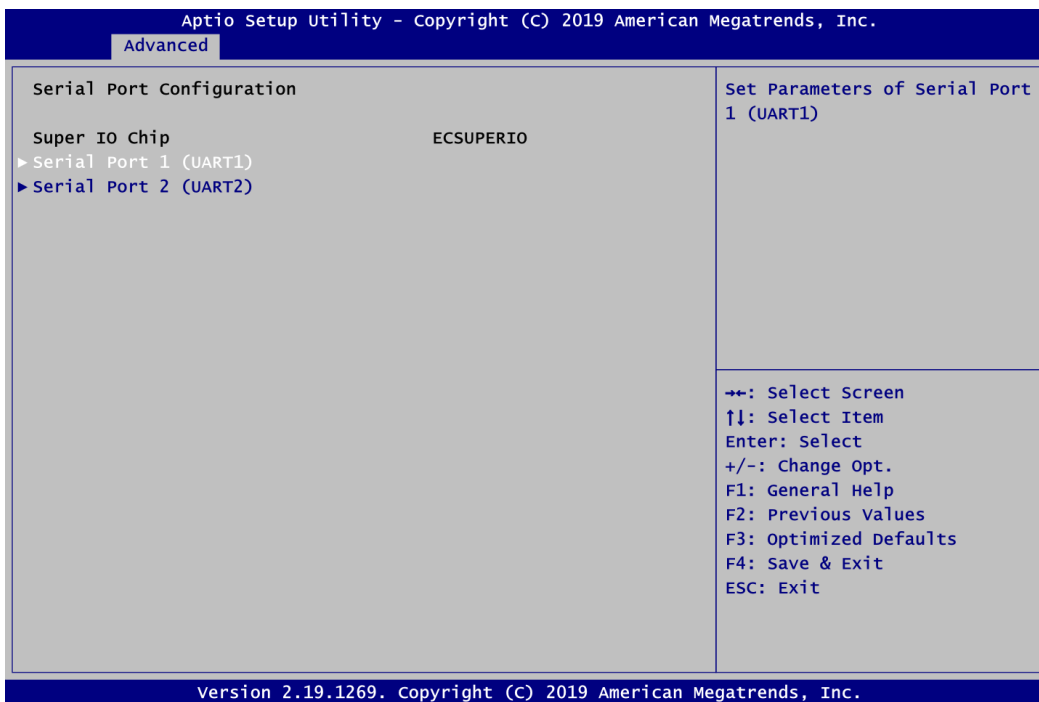 Aptio Setup Utility - Copyright (C) 2019 American Megatrends, Inc.
Advanced
Serial Port Configuration
Super IO Chip ECSUPERIO
▶ Serial Port 1 (UART1)
▶ Serial Port 2 (UART2)
Set Parameters of Serial Port
1 (UART1)
→←: Select Screen
↑↓: Select Item
Enter: Select
+/-: Change Opt.
F1: General Help
F2: Previous Values
F3: Optimized Defaults
F4: Save & Exit
ESC: Exit
Version 2.19.1269. Copyright (C) 2019 American Megatrends, Inc.